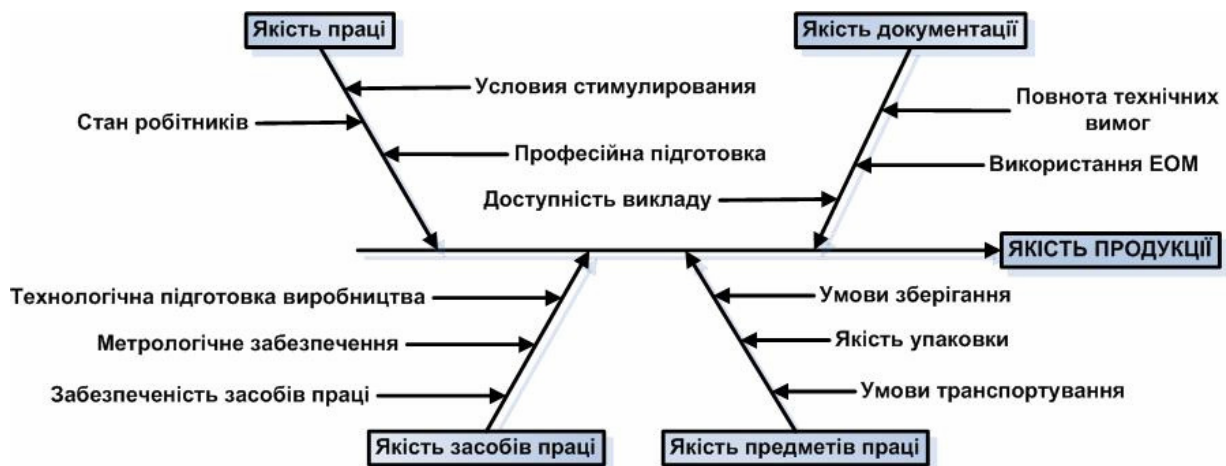 Якість праці
Якість документації
Условия стимулирования
Стан робітників
Професійна підготовка
Доступність викладу
Повнота технічних
вимог
Використання ЕОМ
ЯКІСТЬ ПРОДУКЦІЇ
Технологічна підготовка виробництва
Метрологічне забезпечення
Забезпеченість засобів праці
Умови зберігання
Якість упаковки
Умови транспортування
Якість засобів праці
Якість предметів праці